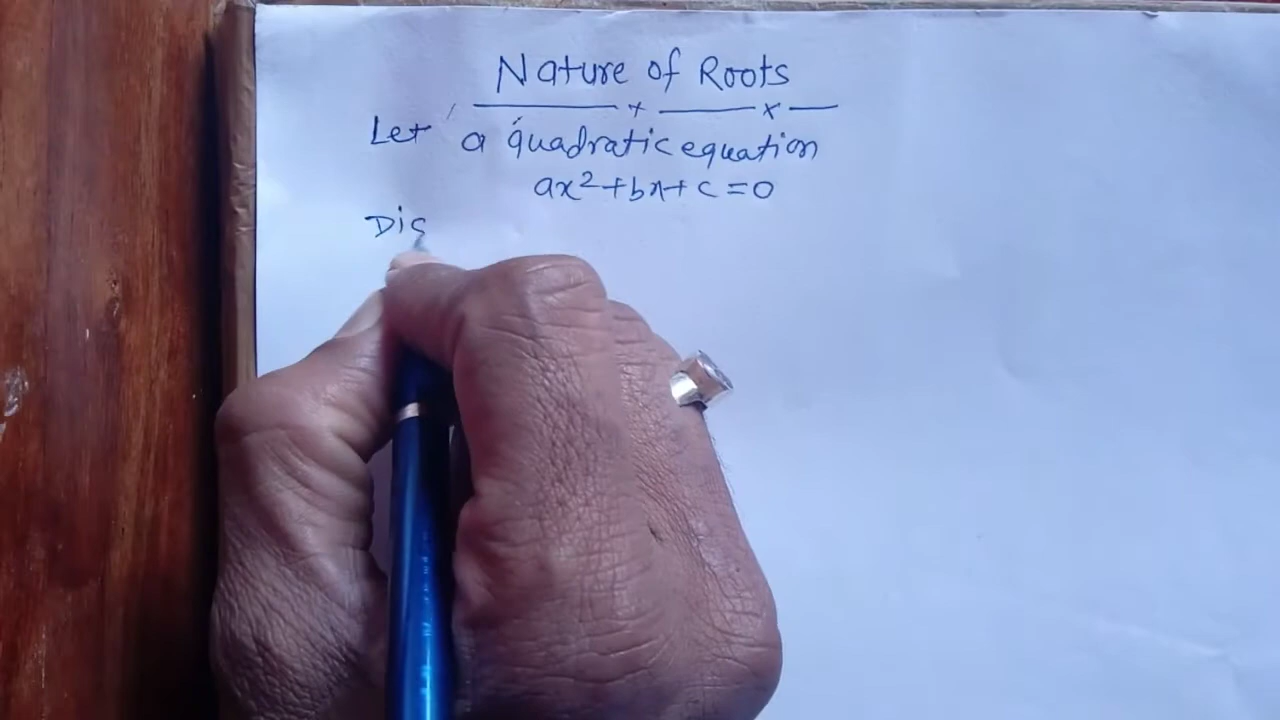 Nature of Roots
Let a quadratic equation
ax²+bx+c=0
Dis